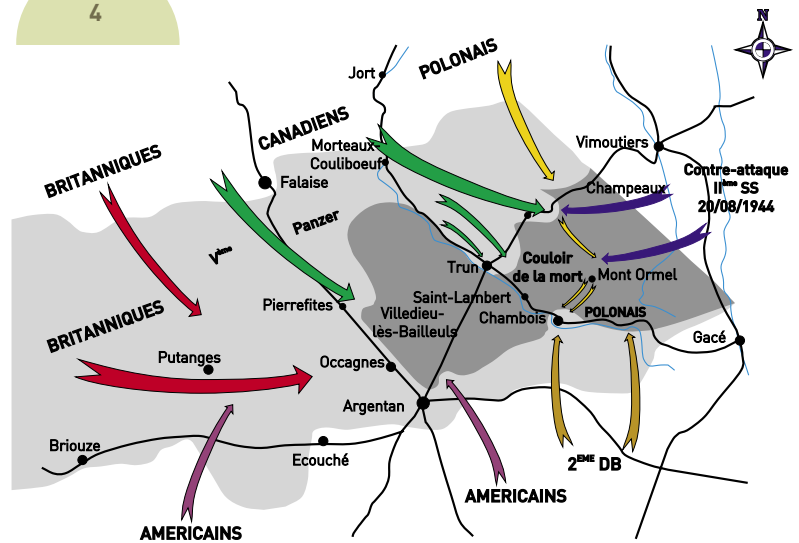 4
N
POLONAIS
Jort
CANADIENS
Morteaux
Couliboeuf
Vimoutiers
BRITANNIQUES
Falaise
Contre-attaque
IIème SS
20/08/1944
Champeaux
Panzer
Vème
Trun
Couloir
de la mort
Mont Ormel
Pierrefites
Saint-Lambert
Villedieu-
lès-Bailleuls
Chambois
POLONAIS
BRITANNIQUES
Gacé
Putanges
Occagnes
Argentan
Briouze
Ecouché
2EME DB
AMERICAINS
AMERICAINS